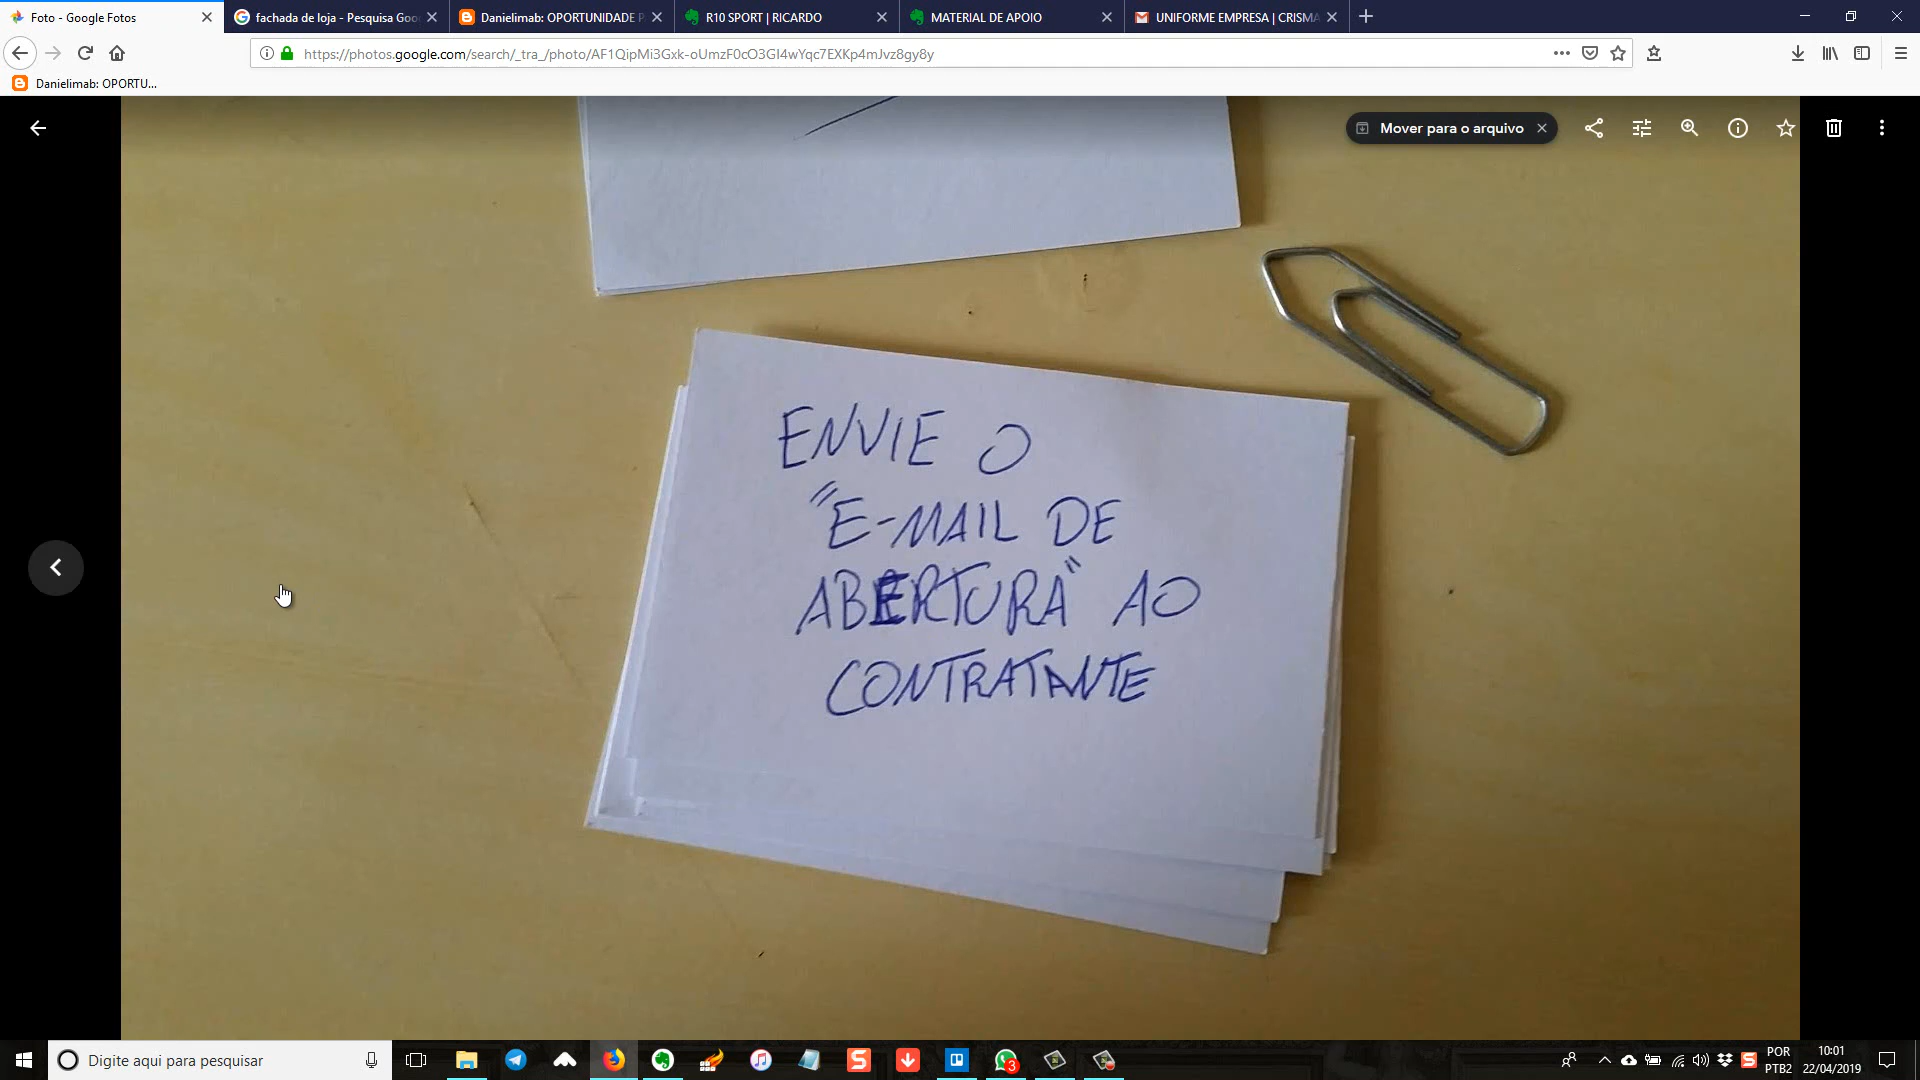 Foto - Google Fotos
fachada de loja - Pesquisa Goo
Danielimab: OPORTUNIDADE P
R10 SPORT | RICARDO
MATERIAL DE APOIO
UNIFORME EMPRESA | CRISMA
https://photos.google.com/search/_tra_/photo/AF1QipMi3Gxk-oUmzF0cO3GI4wYqc7EXKp4mJvz8gy8y
Danielimab: OPORTU...
Mover para o arquivo
ENVIE O
"E-MAIL DE
ABERTURA" AO
CONTRATANTE
Digite aqui para pesquisar
3
POR
PTB2
10:01
22/04/2019